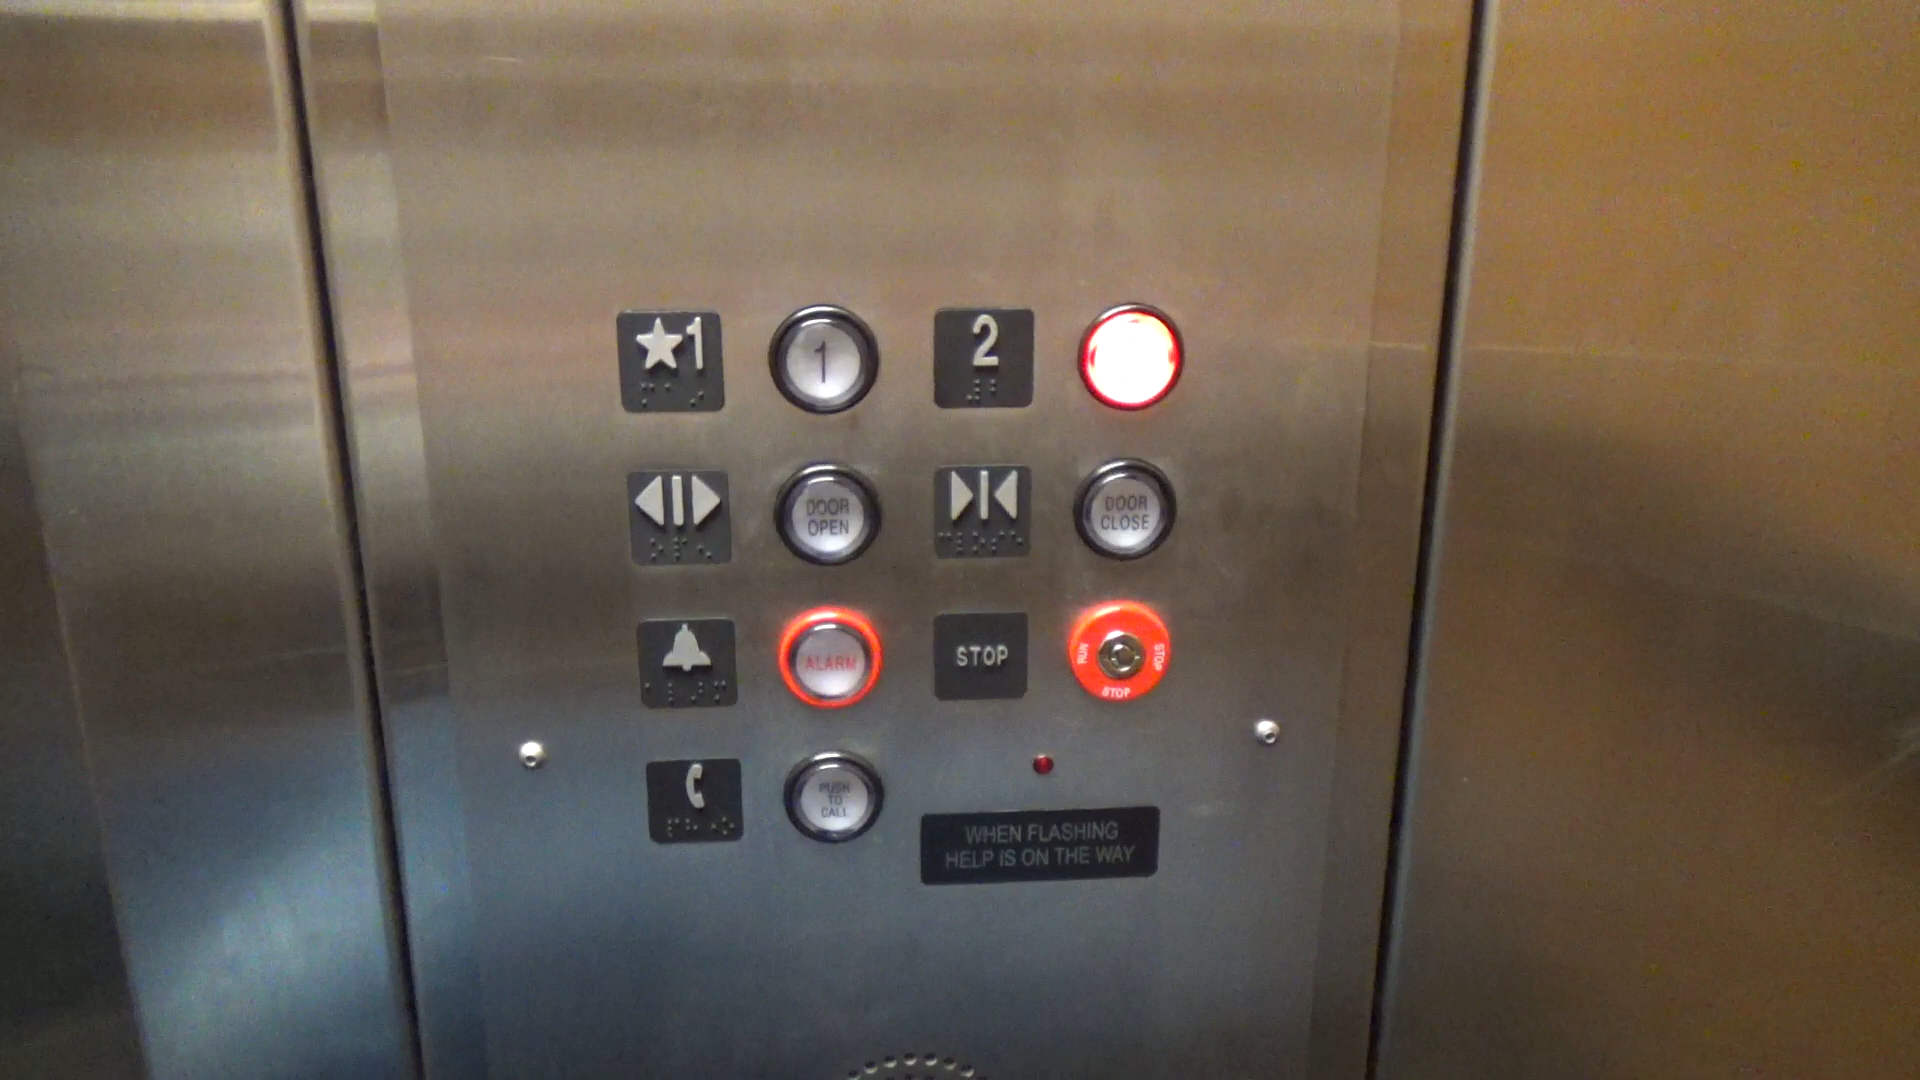 ★1
1
2
DOOR
OPEN
DOOR
CLOSE
ALARM
STOP
RUN
STOP
STOP
PUSH
TO
CALL
WHEN FLASHING
HELP IS ON THE WAY